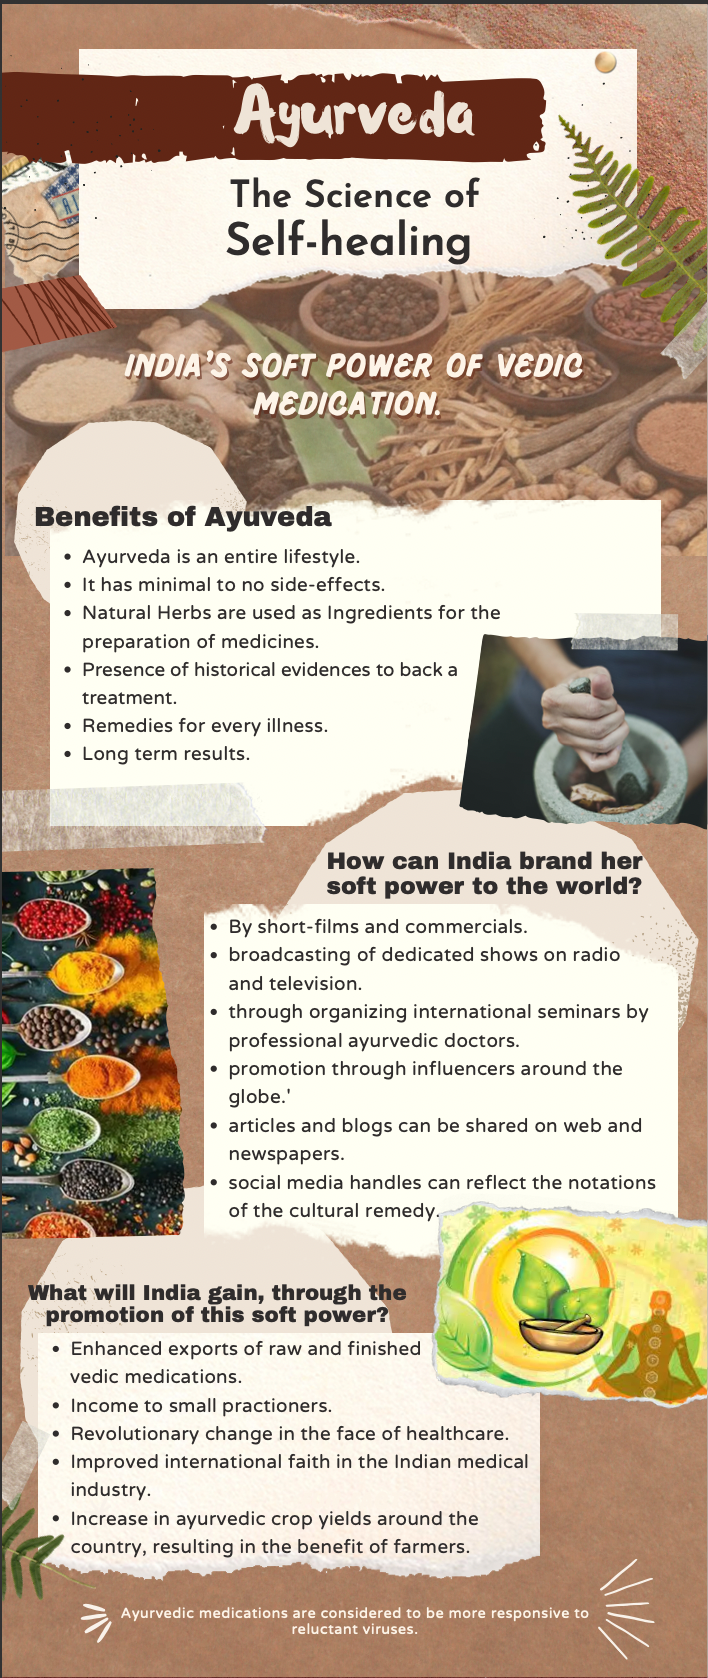 Ayurveda
The Science of
Self-healing
INDIA'S SOFT POWER OF VEDIC
MEDICATION.
Benefits of Ayuveda
• Ayurveda is an entire lifestyle.
• It has minimal to no side-effects.
• Natural Herbs are used as Ingredients for the
preparation of medicines.
• Presence of historical evidences to back a
treatment.
• Remedies for every illness.
• Long term results.
How can India brand her
soft power to the world?
• By short-films and commercials.
• broadcasting of dedicated shows on radio
and television.
• through organizing international seminars by
professional ayurvedic doctors.
• promotion through influencers around the
globe.'
• articles and blogs can be shared on web and
newspapers.
• social media handles can reflect the notations
of the cultural remedy.
What will India gain, through the
promotion of this soft power?
• Enhanced exports of raw and finished
vedic medications.
• Income to small practioners.
• Revolutionary change in the face of healthcare.
• Improved international faith in the Indian medical
industry.
• Increase in ayurvedic crop yields around the
country, resulting in the benefit of farmers.
Ayurvedic medications are considered to be more responsive to
reluctant viruses.